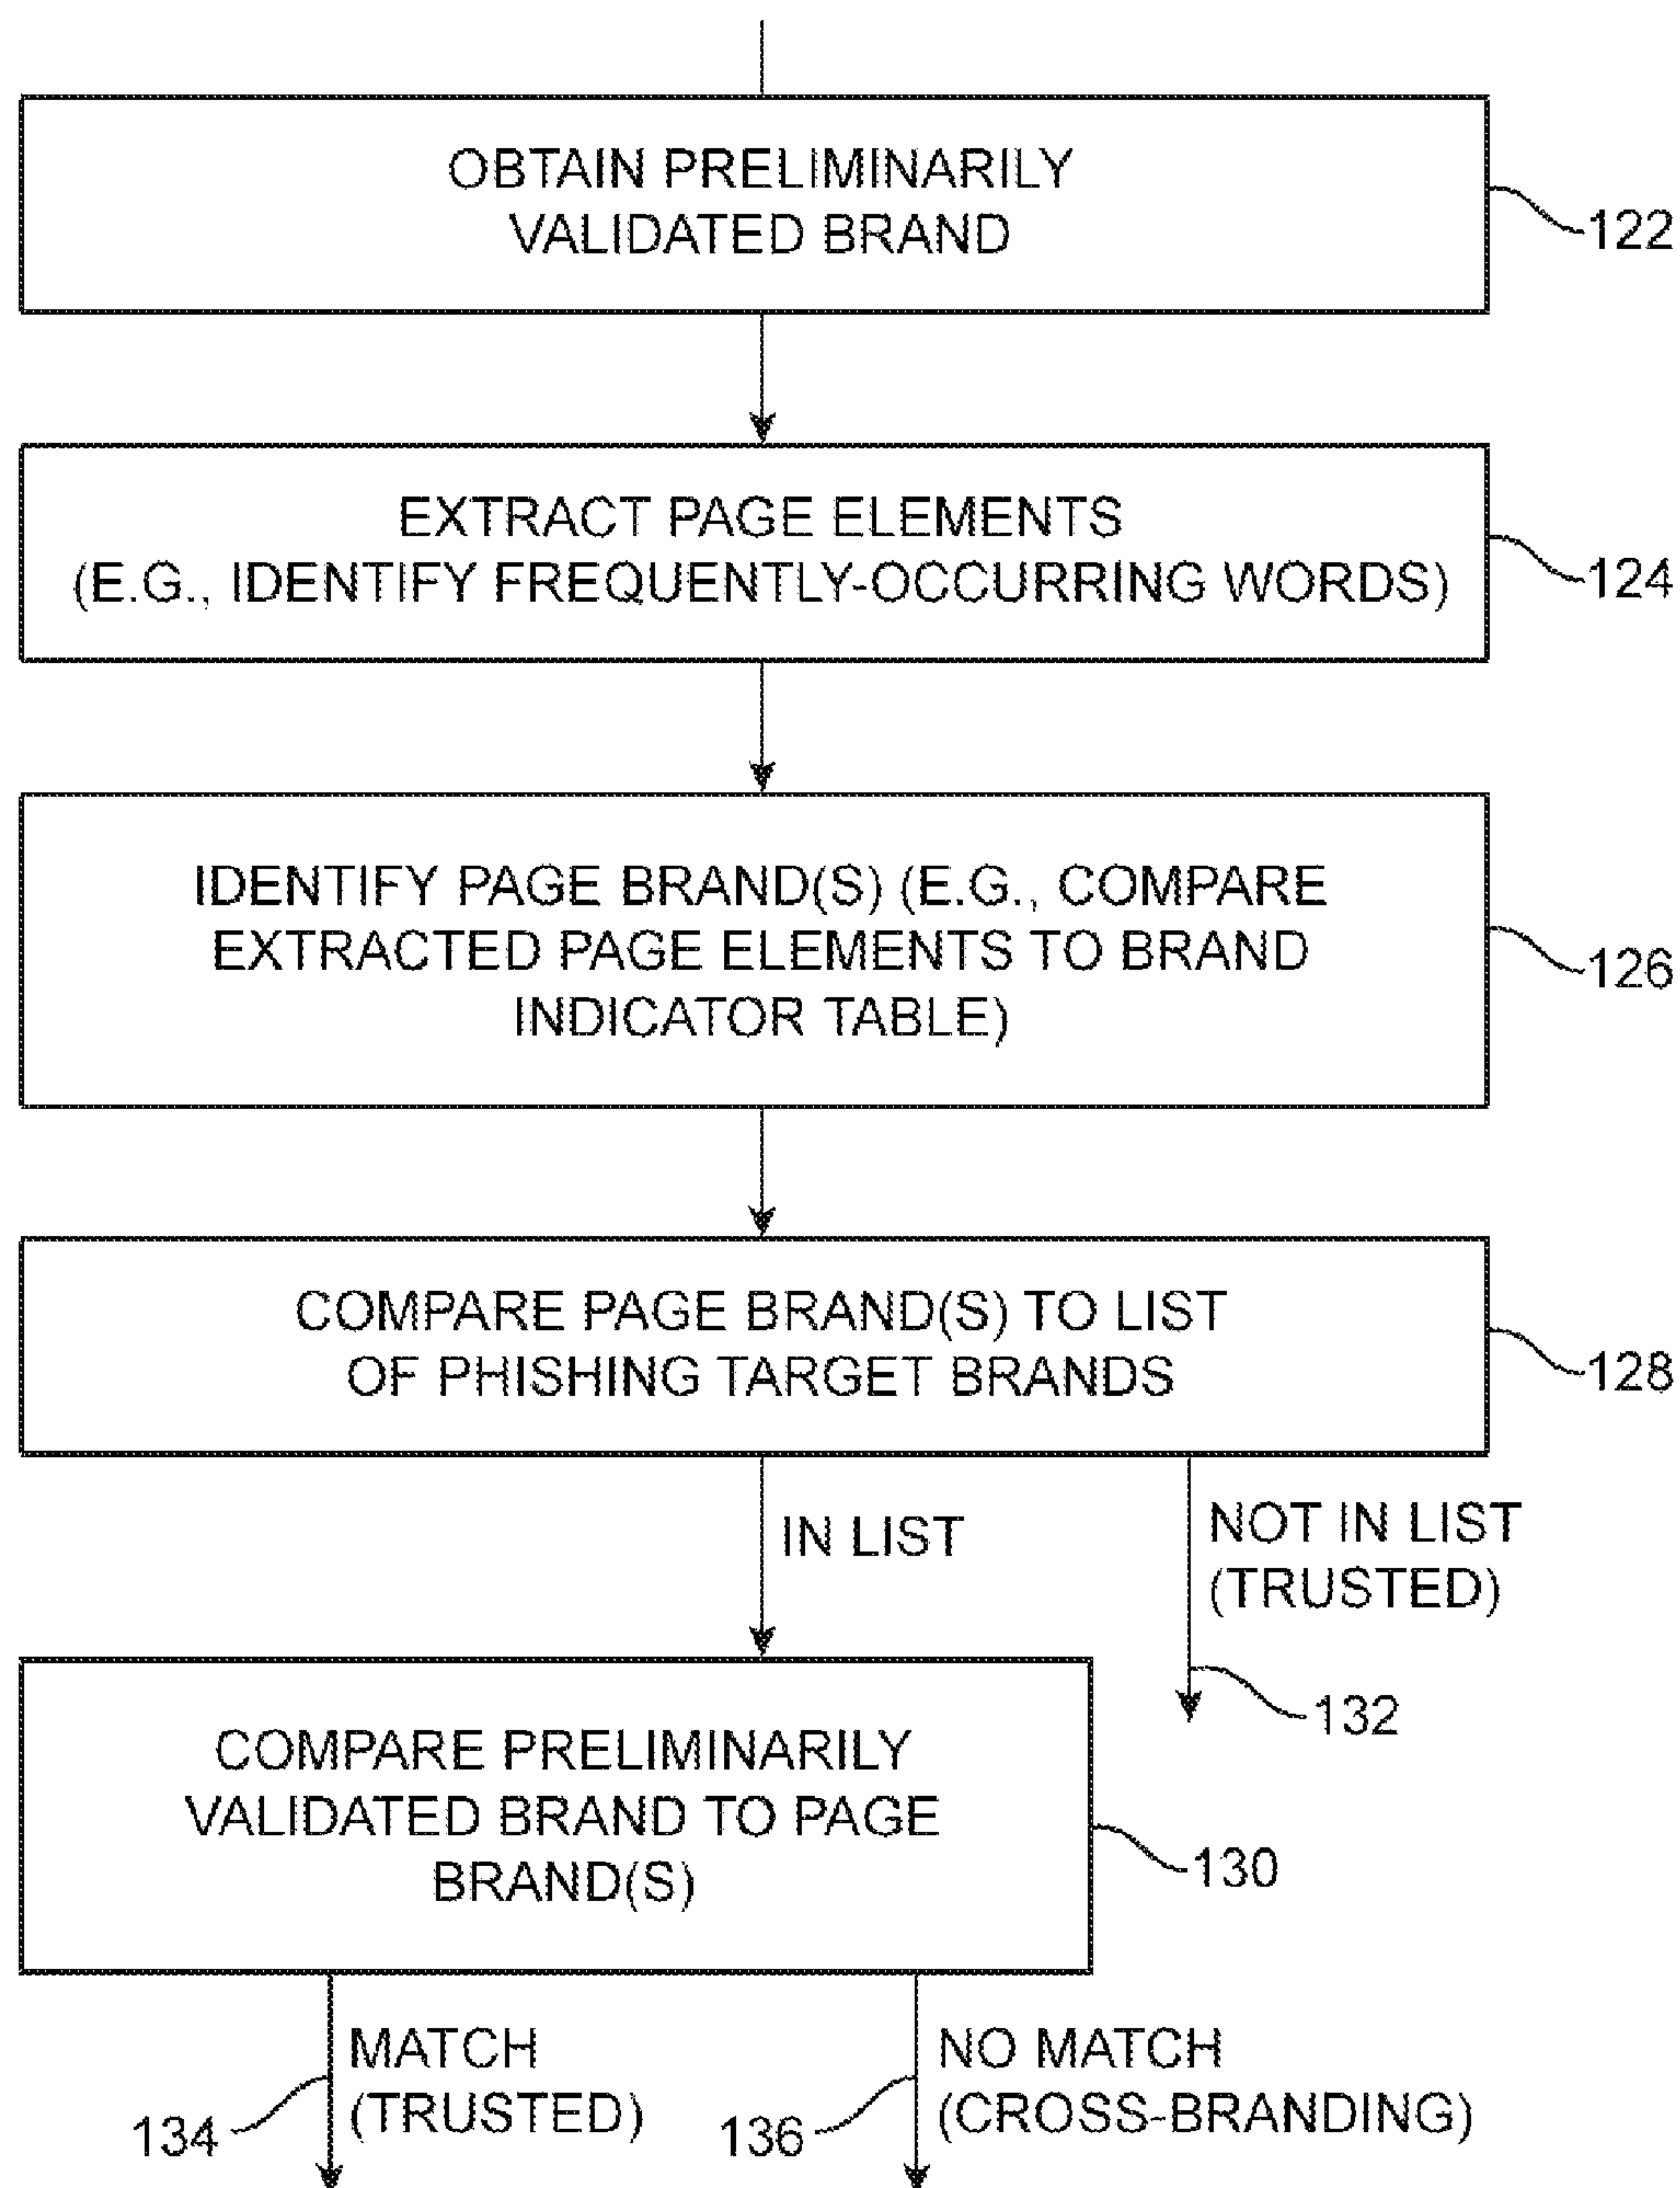 OBTAIN PRELIMINARILY
VALIDATED BRAND
122
EXTRACT PAGE ELEMENTS
(E.G., IDENTIFY FREQUENTLY-OCCURRING WORDS)
124
IDENTIFY PAGE BRAND(S) (E.G., COMPARE
EXTRACTED PAGE ELEMENTS TO BRAND
INDICATOR TABLE)
126
COMPARE PAGE BRAND(S) TO LIST
OF PHISHING TARGET BRANDS
128
IN LIST
NOT IN LIST
(TRUSTED)
132
COMPARE PRELIMINARILY
VALIDATED BRAND TO PAGE
BRAND(S)
130
MATCH
(TRUSTED)
134
NO MATCH
(CROSS-BRANDING)
136